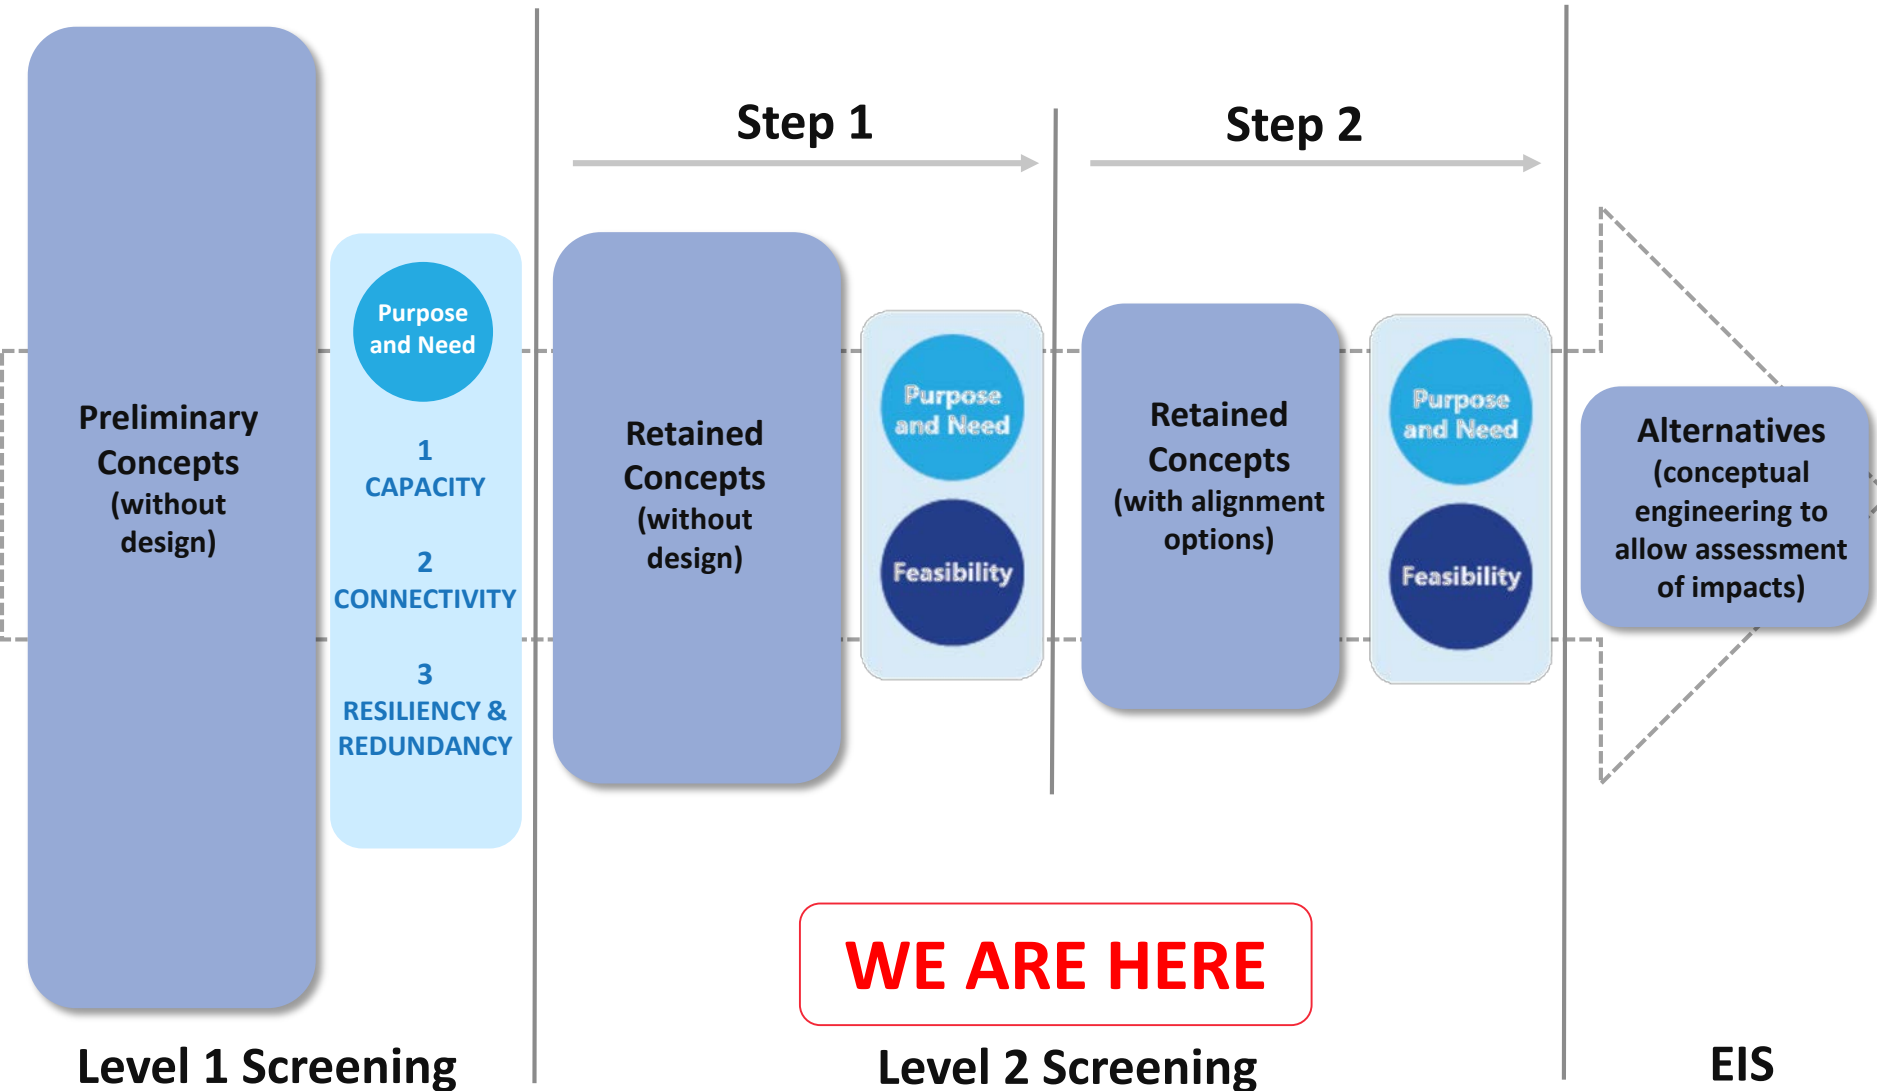 Step 1
Step 2
Preliminary
Concepts
(without
design)
Purpose
and Need
1
CAPACITY
2
CONNECTIVITY
3
RESILIENCY &
REDUNDANCY
Retained
Concepts
(without
design)
Purpose
and Need
Feasibility
Retained
Concepts
(with alignment
options)
Purpose
and Need
Feasibility
Alternatives
(conceptual
engineering to
allow assessment
of impacts)
WE ARE HERE
Level 1 Screening
Level 2 Screening
EIS